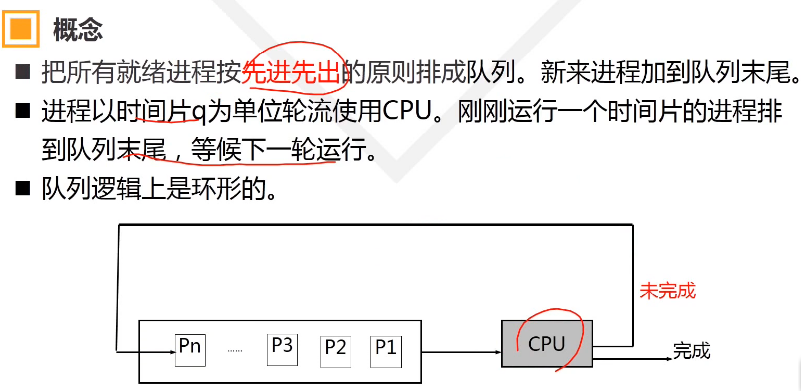 概念
■ 把所有就绪进程按先进先出的原则排成队列。新来进程加到队列末尾。
■ 进程以时间片q为单位轮流使用CPU。刚刚运行一个时间片的进程排
到队列末尾，等候下一轮运行。
■ 队列逻辑上是环形的。
未完成
Pn ...... P3 P2 P1 CPU
完成